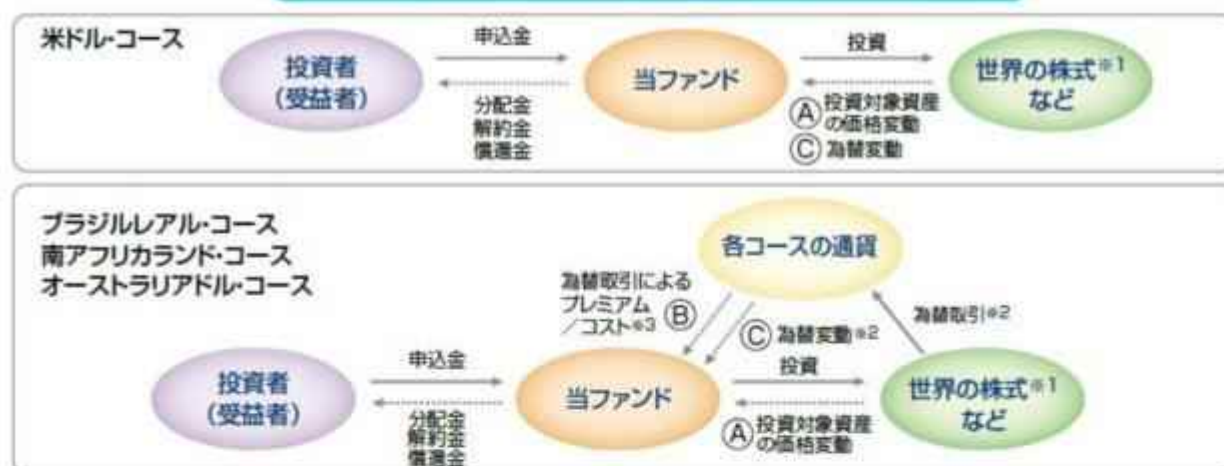 米ドル・コース
投資者
(受益者)
申込金
分配金
解約金
償還金
当ファンド
投資
Ⓐ投資対象資産
の価格変動
Ⓒ為替変動
世界の株式※1
など
ブラジルレアル・コース
南アフリカランド・コース
オーストラリアドル・コース
各コースの通貨
為替取引による
プレミアム
／コスト※3 Ⓑ
Ⓒ為替変動※2
為替取引※2
投資者
(受益者)
申込金
分配金
解約金
償還金
当ファンド
投資
Ⓐ投資対象資産
の価格変動
世界の株式※1
など